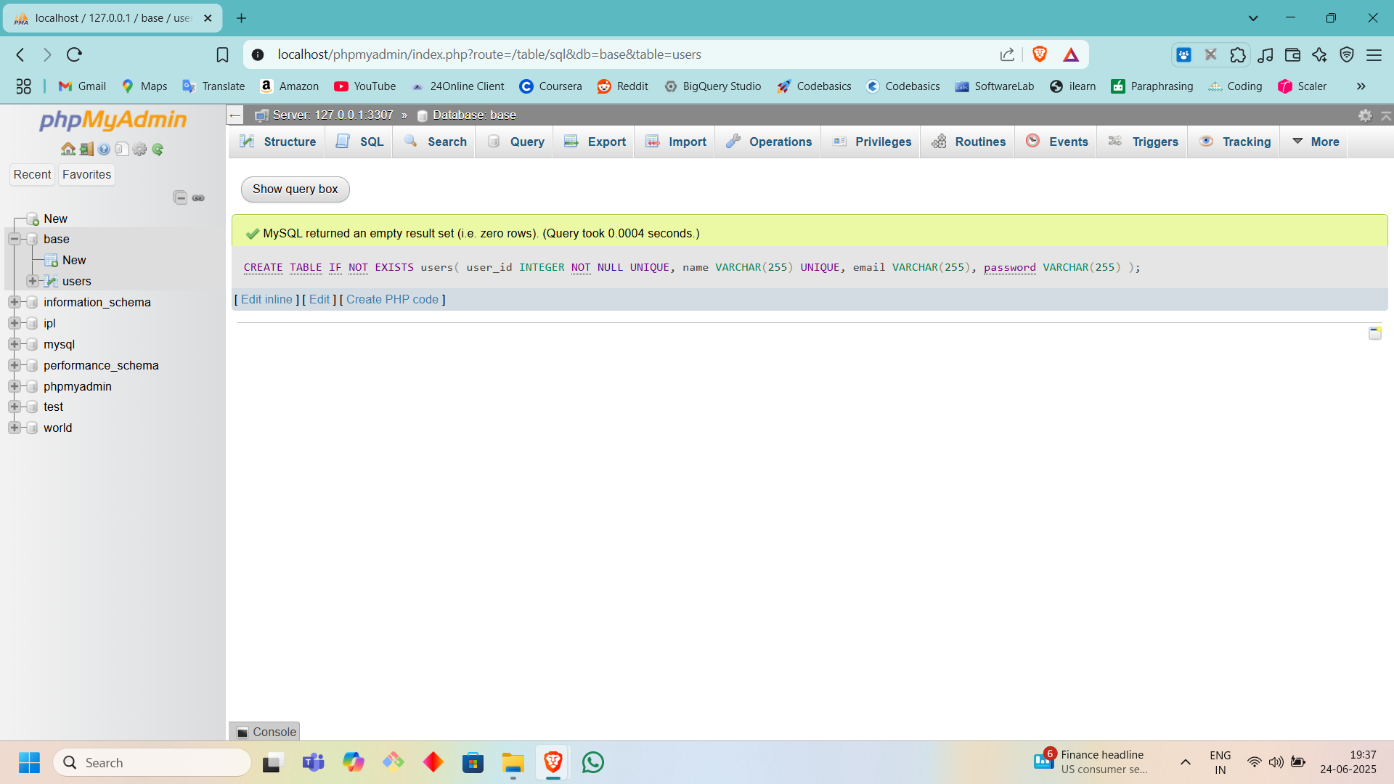 localhost / 127.0.0.1 / base / use
localhost/phpmyadmin/index.php?route=/table/sql&db=base&table=users
Gmail Maps Translate Amazon YouTube 24Online Client Coursera Reddit BigQuery Studio Codebasics Codebasics SoftwareLab ilearn Paraphrasing Coding Scaler »
phpMyAdmin
Recent Favorites
New
base
New
users
information_schema
ipl
mysql
performance_schema
phpmyadmin
test
world
Server: 127.0.0.1:3307 » Database: base
Structure SQL Search Query Export Import Operations Privileges Routines Events Triggers Tracking More
Show query box
MySQL returned an empty result set (i.e. zero rows). (Query took 0.0004 seconds.)
CREATE TABLE IF NOT EXISTS users( user_id INTEGER NOT NULL UNIQUE, name VARCHAR(255) UNIQUE, email VARCHAR(255), password VARCHAR(255) );
[ Edit inline ] [ Edit ] [ Create PHP code ]
Console
Search
6
Finance headline
US consumer se...
ENG
IN
19:37
24-06-2025